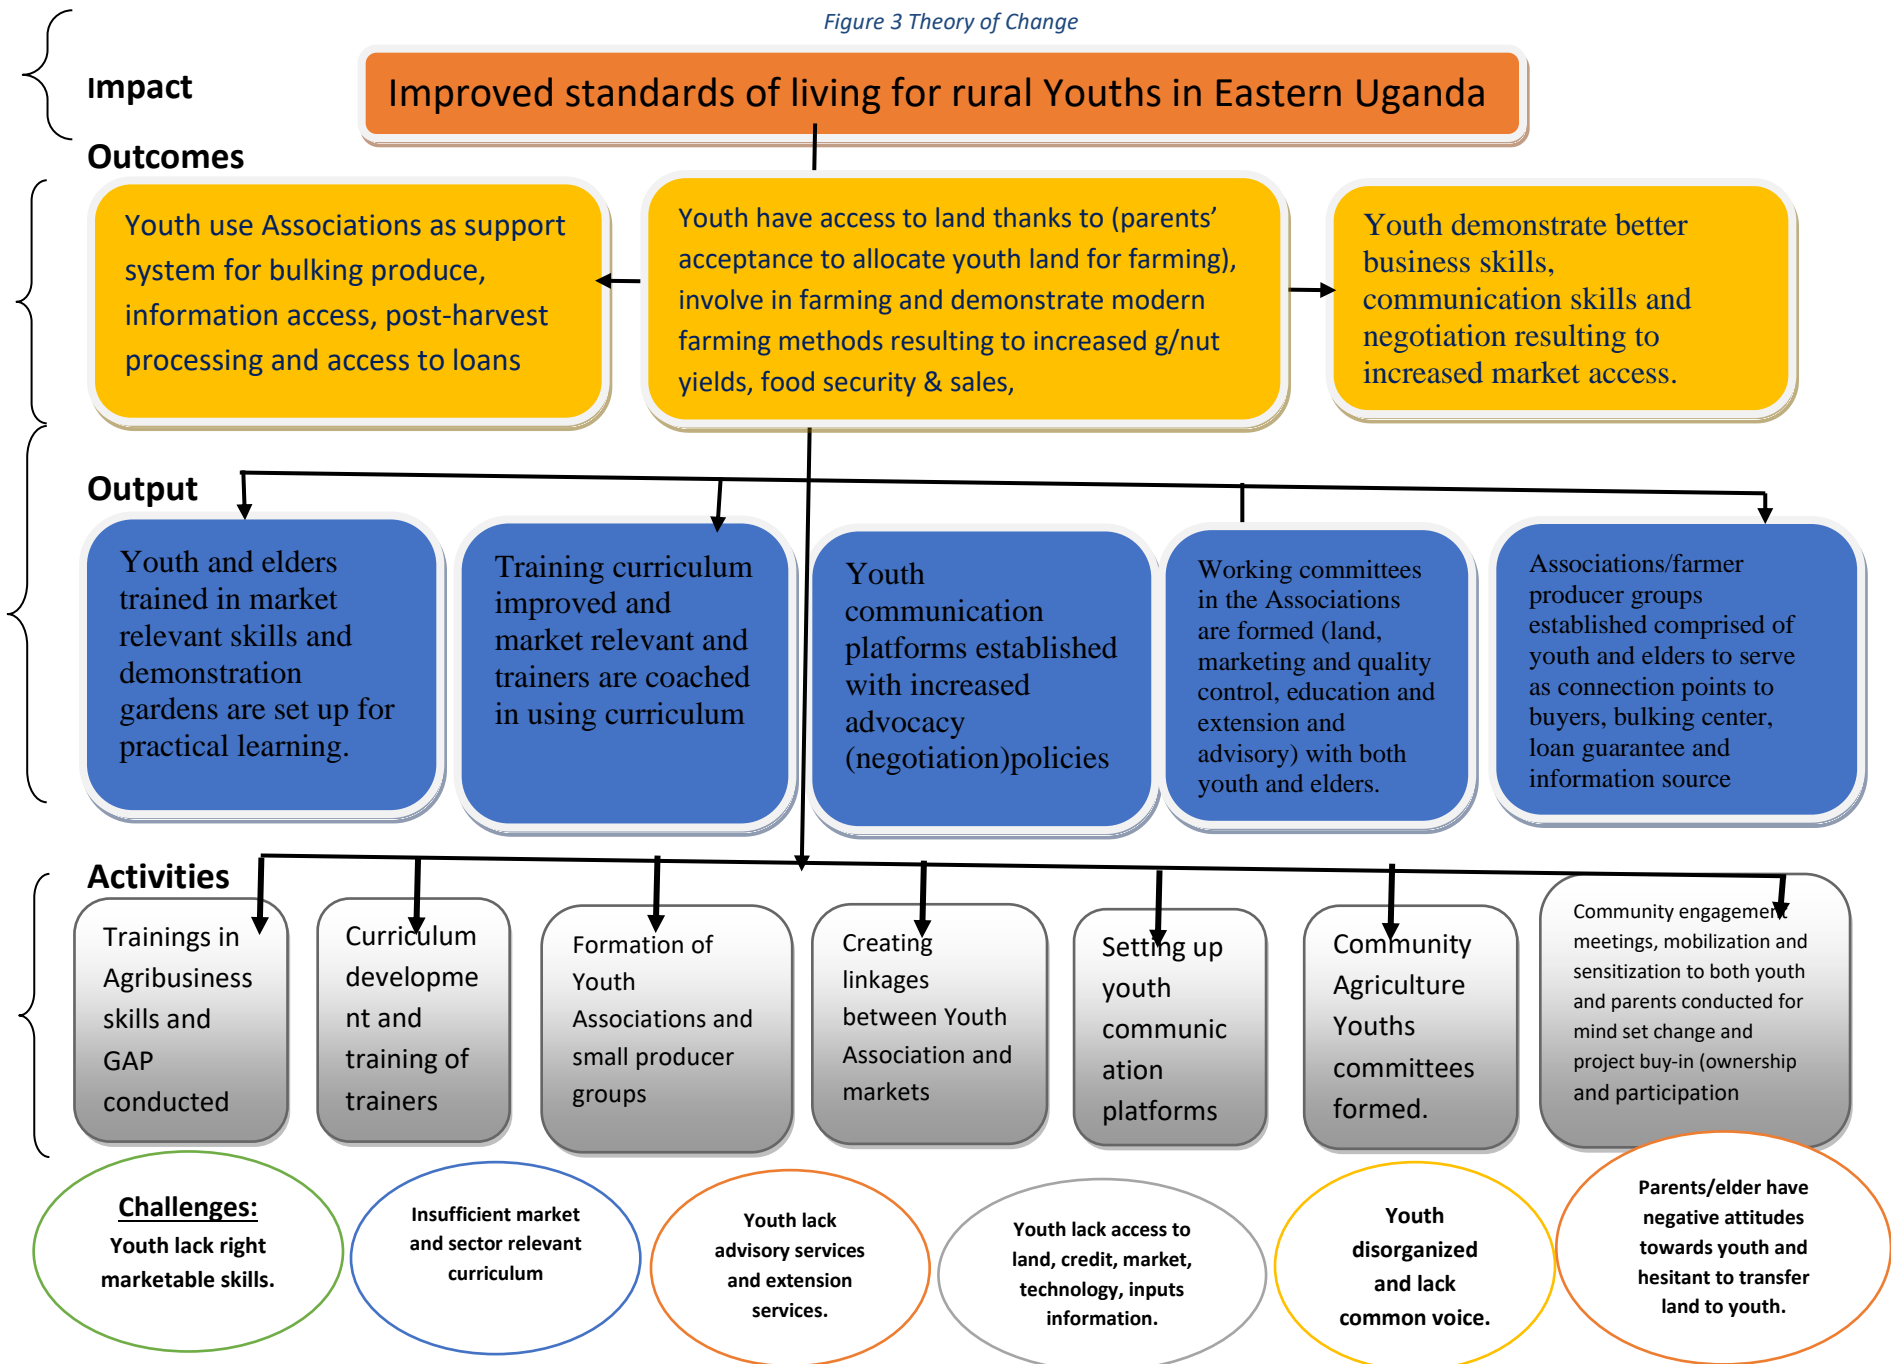 Figure 3 Theory of Change
Impact
Improved standards of living for rural Youths in Eastern Uganda
Outcomes
Youth use Associations as support
system for bulking produce,
information access, post-harvest
processing and access to loans
Youth have access to land thanks to (parents’
acceptance to allocate youth land for farming),
involve in farming and demonstrate modern
farming methods resulting to increased g/nut
yields, food security & sales,
Youth demonstrate better
business skills,
communication skills and
negotiation resulting to
increased market access.
Output
Youth and elders
trained in market
relevant skills and
demonstration
gardens are set up for
practical learning.
Training curriculum
improved and
market relevant and
trainers are coached
in using curriculum
Youth
communication
platforms established
with increased
advocacy
(negotiation)policies
Working committees
in the Associations
are formed (land,
marketing and quality
control, education and
extension and
advisory) with both
youth and elders.
Associations/farmer
producer groups
established comprised of
youth and elders to serve
as connection points to
buyers, bulking center,
loan guarantee and
information source
Activities
Trainings in
Agribusiness
skills and
GAP
conducted
Curriculum
developme
nt and
training of
trainers
Formation of
Youth
Associations and
small producer
groups
Creating
linkages
between Youth
Association and
markets
Setting up
youth
communic
ation
platforms
Community
Agriculture
Youths
committees
formed.
Community engagement
meetings, mobilization and
sensitization to both youth
and parents conducted for
mind set change and
project buy-in (ownership
and participation
Challenges:
Youth lack right
marketable skills.
Insufficient market
and sector relevant
curriculum
Youth lack
advisory services
and extension
services.
Youth lack access to
land, credit, market,
technology, inputs
information.
Youth
disorganized
and lack
common voice.
Parents/elder have
negative attitudes
towards youth and
hesitant to transfer
land to youth.